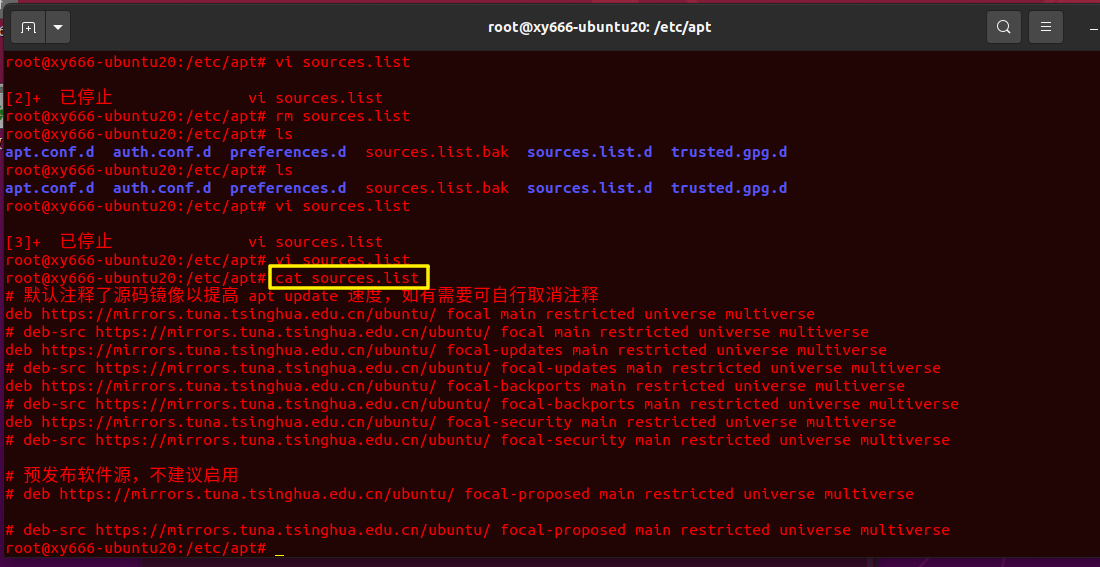 root@xy666-ubuntu20: /etc/apt
root@xy666-ubuntu20:/etc/apt# vi sources.list
[2]+  已停止               vi sources.list
root@xy666-ubuntu20:/etc/apt# rm sources.list
root@xy666-ubuntu20:/etc/apt# ls
apt.conf.d  auth.conf.d  preferences.d  sources.list.bak  sources.list.d  trusted.gpg.d
root@xy666-ubuntu20:/etc/apt# ls
apt.conf.d  auth.conf.d  preferences.d  sources.list.bak  sources.list.d  trusted.gpg.d
root@xy666-ubuntu20:/etc/apt# vi sources.list
[3]+  已停止               vi sources.list
root@xy666-ubuntu20:/etc/apt# vi sources.list
root@xy666-ubuntu20:/etc/apt# cat sources.list
# 默认注释了源码镜像以提高 apt update 速度，如有需要可自行取消注释
deb https://mirrors.tuna.tsinghua.edu.cn/ubuntu/ focal main restricted universe multiverse
# deb-src https://mirrors.tuna.tsinghua.edu.cn/ubuntu/ focal main restricted universe multiverse
deb https://mirrors.tuna.tsinghua.edu.cn/ubuntu/ focal-updates main restricted universe multiverse
# deb-src https://mirrors.tuna.tsinghua.edu.cn/ubuntu/ focal-updates main restricted universe multiverse
deb https://mirrors.tuna.tsinghua.edu.cn/ubuntu/ focal-backports main restricted universe multiverse
# deb-src https://mirrors.tuna.tsinghua.edu.cn/ubuntu/ focal-backports main restricted universe multiverse
deb https://mirrors.tuna.tsinghua.edu.cn/ubuntu/ focal-security main restricted universe multiverse
# deb-src https://mirrors.tuna.tsinghua.edu.cn/ubuntu/ focal-security main restricted universe multiverse
# 预发布软件源，不建议启用
# deb https://mirrors.tuna.tsinghua.edu.cn/ubuntu/ focal-proposed main restricted universe multiverse
# deb-src https://mirrors.tuna.tsinghua.edu.cn/ubuntu/ focal-proposed main restricted universe multiverse
root@xy666-ubuntu20:/etc/apt#